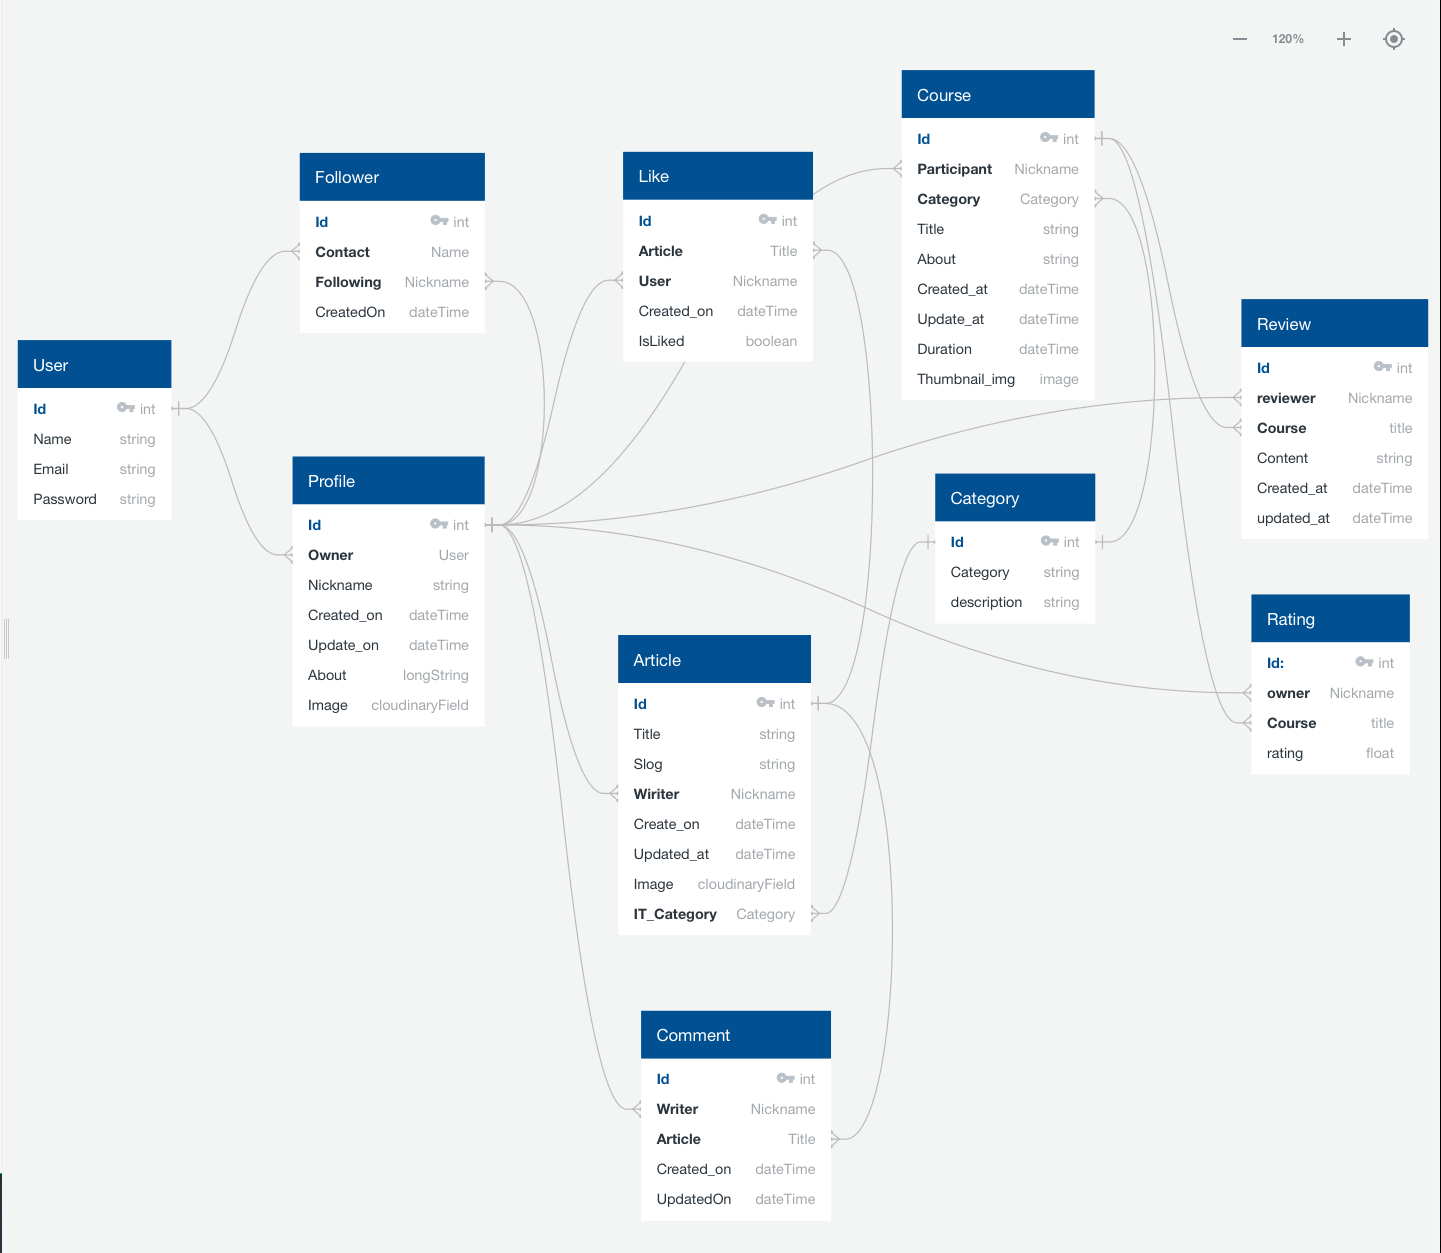 120%
Course
Id int
Participant Nickname
Category Category
Title string
About string
Created_at dateTime
Update_at dateTime
Duration dateTime
Thumbnail_img image
Follower
Id int
Contact Name
Following Nickname
CreatedOn dateTime
Like
Id int
Article Title
User Nickname
Created_on dateTime
IsLiked boolean
Review
Id int
reviewer Nickname
Course title
Content string
Created_at dateTime
updated_at dateTime
User
Id int
Name string
Email string
Password string
Profile
Id int
Owner User
Nickname string
Created_on dateTime
Update_on dateTime
About longString
Image cloudinaryField
Category
Id int
Category string
description string
Rating
Id: int
owner Nickname
Course title
rating float
Article
Id int
Title string
Slog string
Wiriter Nickname
Create_on dateTime
Updated_at dateTime
Image cloudinaryField
IT_Category Category
Comment
Id int
Writer Nickname
Article Title
Created_on dateTime
UpdatedOn dateTime